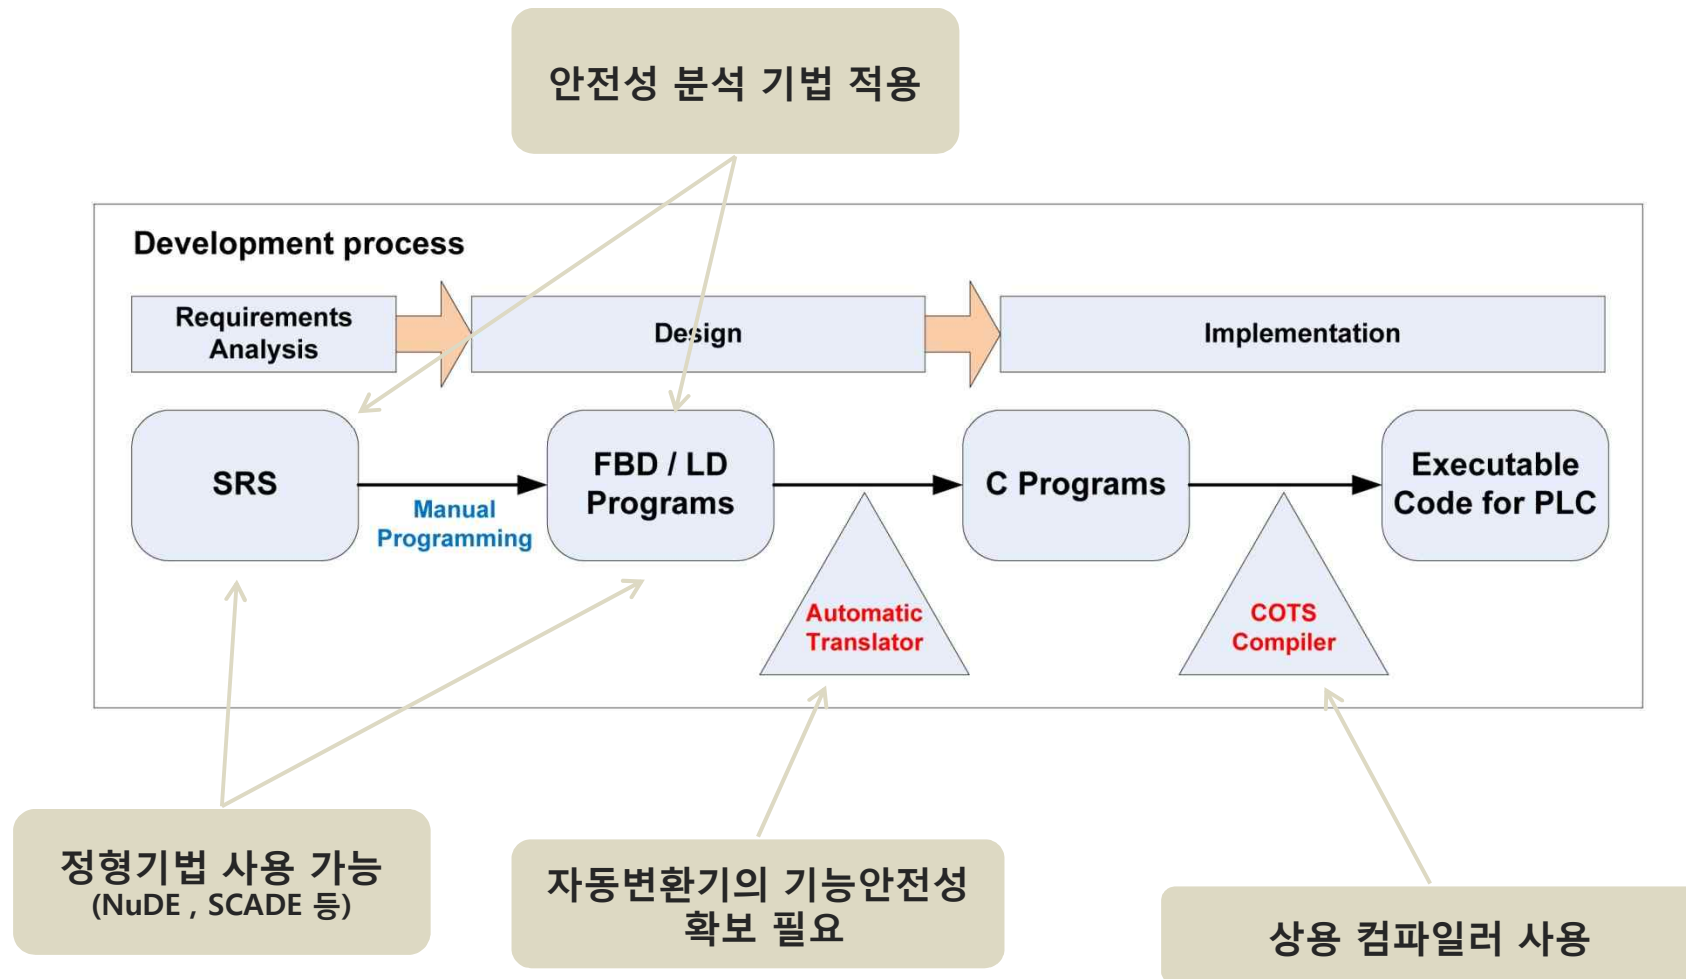 안전성 분석 기법 적용
Development process
Requirements
Analysis
Design
Implementation
SRS
Manual
Programming
FBD / LD
Programs
C Programs
Executable
Code for PLC
Automatic
Translator
COTS
Compiler
정형기법 사용 가능
(NuDE , SCADE 등)
자동변환기의 기능안전성
확보 필요
상용 컴파일러 사용